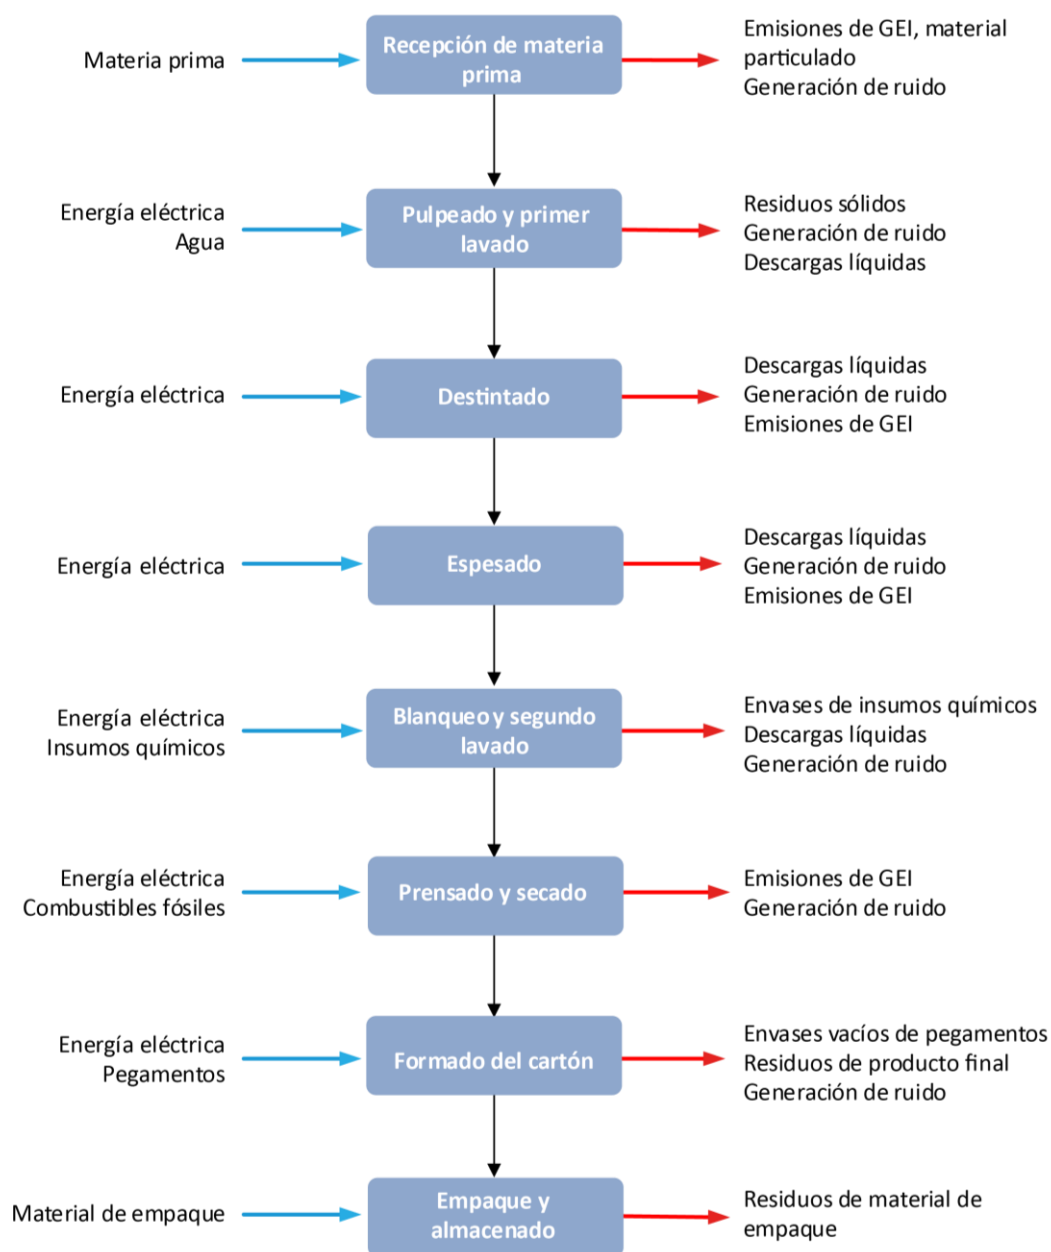 Materia prima
Recepción de materia
prima
Emisiones de GEI, material
particulado
Generación de ruido
Energía eléctrica
Agua
Pulpeado y primer
lavado
Residuos sólidos
Generación de ruido
Descargas líquidas
Energía eléctrica
Destintado
Descargas líquidas
Generación de ruido
Emisiones de GEI
Energía eléctrica
Espesado
Descargas líquidas
Generación de ruido
Emisiones de GEI
Energía eléctrica
Insumos químicos
Blanqueo y segundo
lavado
Envases de insumos químicos
Descargas líquidas
Generación de ruido
Energía eléctrica
Combustibles fósiles
Prensado y secado
Emisiones de GEI
Generación de ruido
Energía eléctrica
Pegamentos
Formado del cartón
Envases vacíos de pegamentos
Residuos de producto final
Generación de ruido
Material de empaque
Empaque y
almacenado
Residuos de material de
empaque